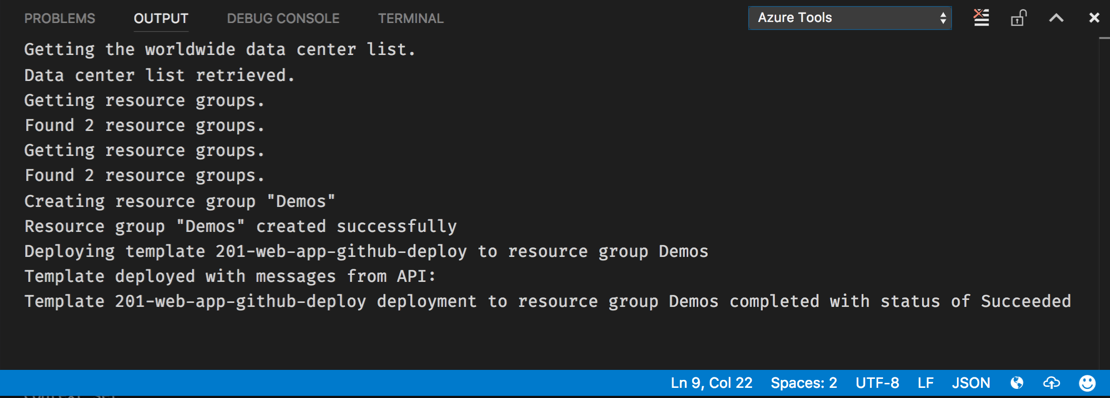 PROBLEMS OUTPUT DEBUG CONSOLE TERMINAL Azure Tools
Getting the worldwide data center list.
Data center list retrieved.
Getting resource groups.
Found 2 resource groups.
Getting resource groups.
Found 2 resource groups.
Creating resource group "Demos"
Resource group "Demos" created successfully
Deploying template 201-web-app-github-deploy to resource group Demos
Template deployed with messages from API:
Template 201-web-app-github-deploy deployment to resource group Demos completed with status of Succeeded
Ln 9, Col 22 Spaces: 2 UTF-8 LF JSON